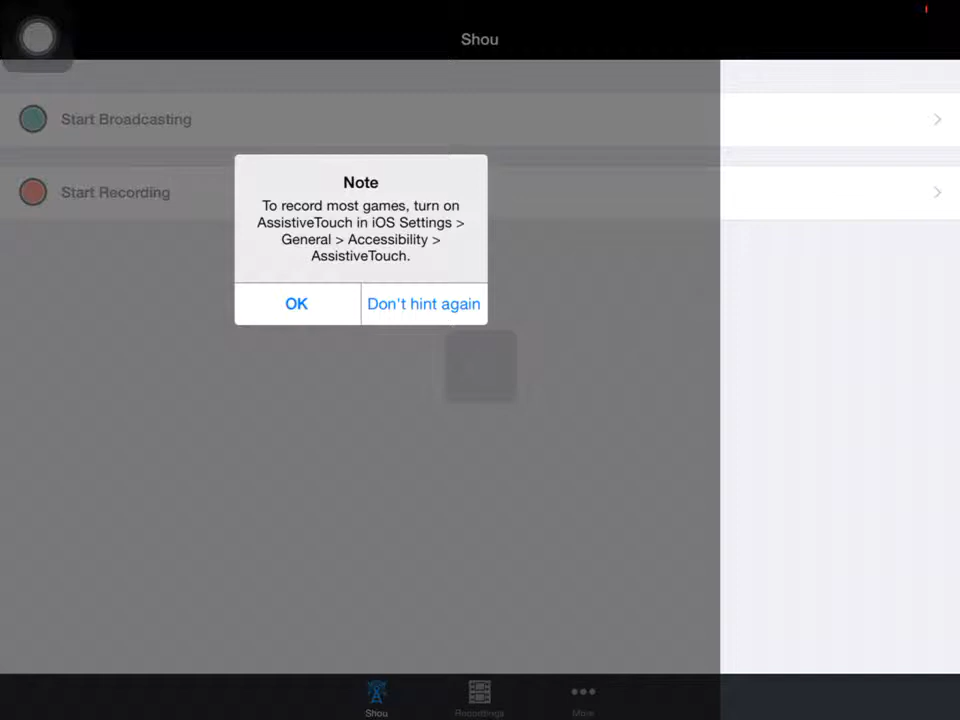 Shou
Start Broadcasting
Start Recording
Note
To record most games, turn on
AssistiveTouch in iOS Settings >
General > Accessibility >
AssistiveTouch.
OK
Don't hint again
Shou
Recordings
More